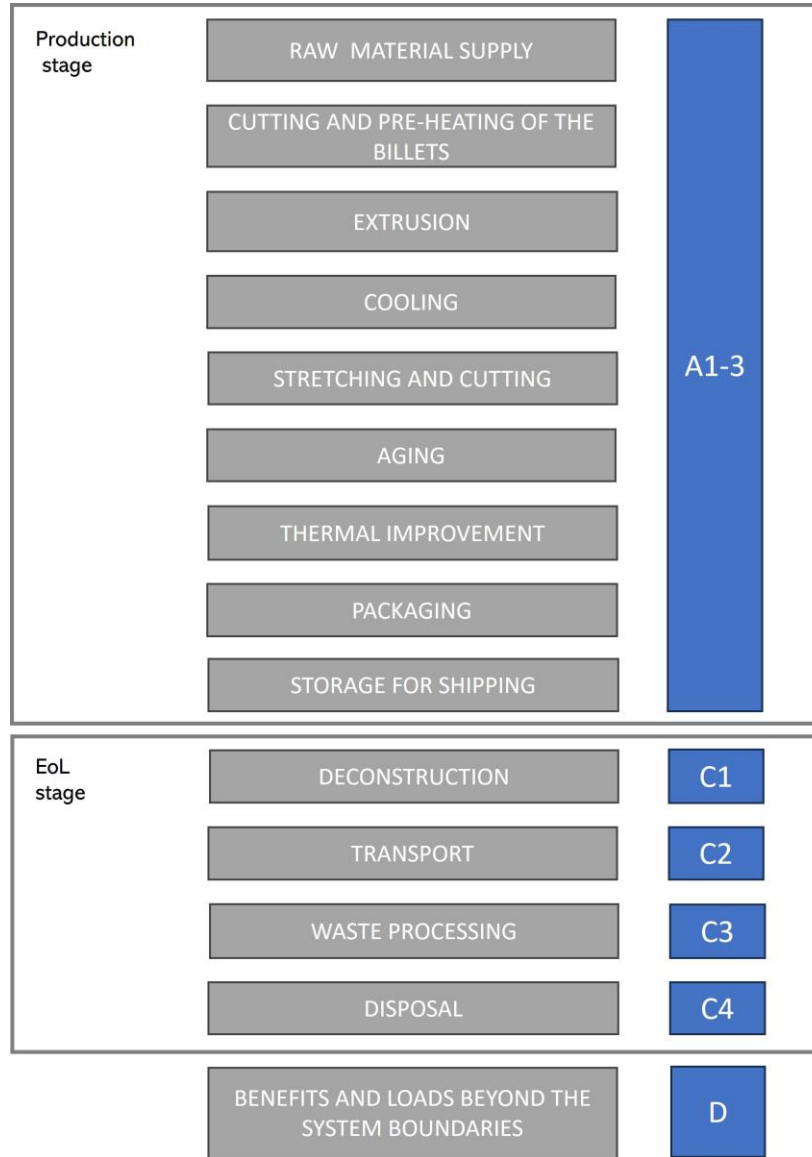 Production
stage
RAW MATERIAL SUPPLY
CUTTING AND PRE-HEATING OF THE
BILLETS
EXTRUSION
COOLING
STRETCHING AND CUTTING
AGING
THERMAL IMPROVEMENT
PACKAGING
STORAGE FOR SHIPPING
A1-3
EoL
stage
DECONSTRUCTION
C1
TRANSPORT
C2
WASTE PROCESSING
C3
DISPOSAL
C4
BENEFITS AND LOADS BEYOND THE
SYSTEM BOUNDARIES
D